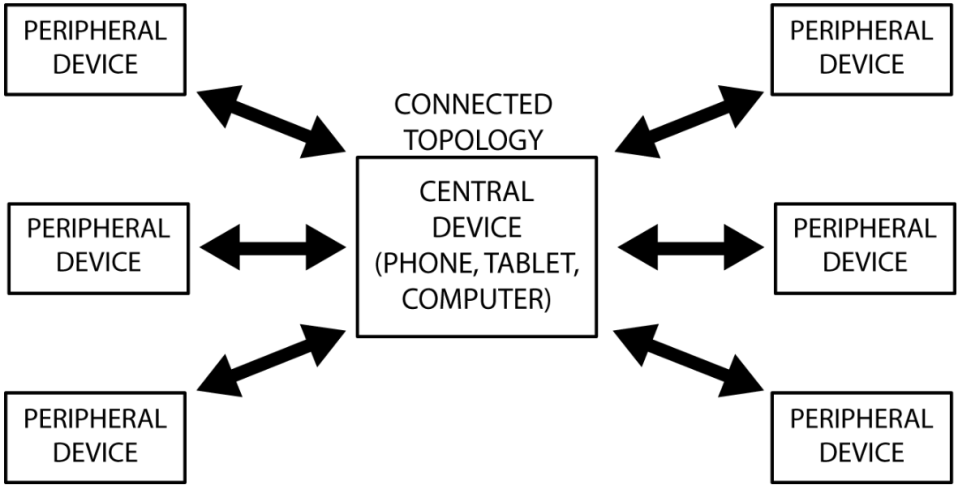 PERIPHERAL
DEVICE
PERIPHERAL
DEVICE
CONNECTED
TOPOLOGY
CENTRAL
DEVICE
(PHONE, TABLET,
COMPUTER)
PERIPHERAL
DEVICE
PERIPHERAL
DEVICE
PERIPHERAL
DEVICE
PERIPHERAL
DEVICE